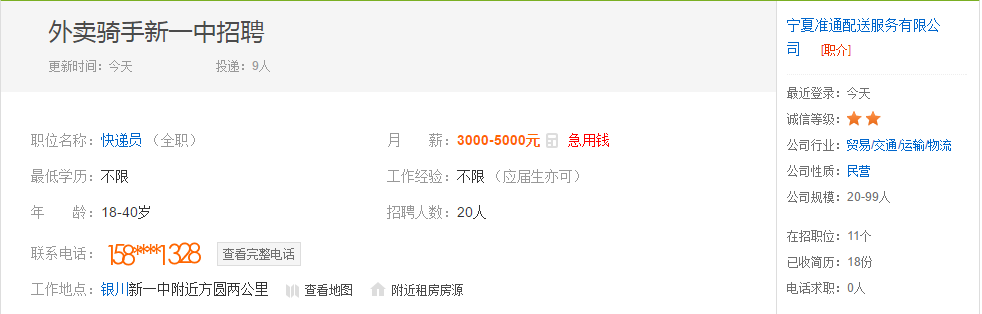 外卖骑手新一中招聘
更新时间：今天 投递：9人
职位名称：快递员（全职） 月 薪：3000-5000元 急用钱
最低学历：不限 工作经验：不限（应届生亦可）
年 龄：18-40岁 招聘人数：20人
联系电话：158****1328 查看完整电话
工作地点：银川新一中附近方圆两公里 查看地图 附近租房房源
宁夏准通配送服务有限公
司 [职介]
最近登录：今天
诚信等级：
公司行业：贸易/交通/运输/物流
公司性质：民营
公司规模：20-99人
在招职位：11个
已收简历：18份
电话求职：0人